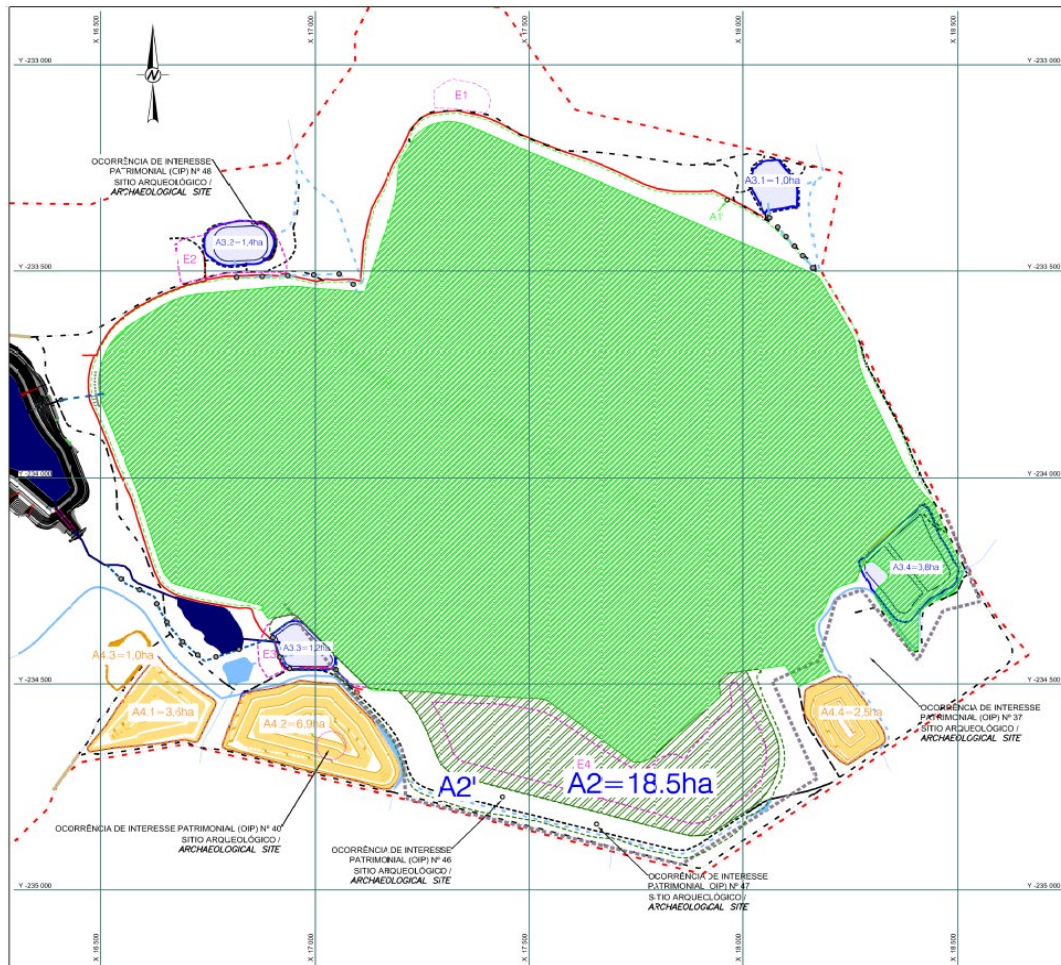 X 16 500
X 17 000
X 17 500
X 18 000
X 18 500
Y -233 000
Y -233 000
N
E1
OCORRÊNCIA DE INTERESSE
PATRIMONIAL (CIP) Nº 48
SITIO ARQUEOLÓGICO /
ARCHAEOLOGICAL SITE
A3.1=1,0ha
A1'
A3.2=1,4ha
E2
Y -233 500
Y -233 500
Y -234 000
Y -234 000
A3.4=3,8ha
A4.3=1,0ha
E3
A3.3=1,2ha
Y -234 500
Y -234 500
A4.1=3,6ha
A4.2=6,9ha
A4.4=2,5ha
OCORRÊNCIA DE INTERESSE
PATRIMONIAL (OIP) Nº 37
SITIO ARQUEOLÓGICO /
ARCHAEOLOGICAL SITE
E4
A2'
A2=18.5ha
OCORRÊNCIA DE INTERESSE PATRIMONIAL (OIP) Nº 40
SITIO ARQUEOLÓGICO /
ARCHAEOLOGICAL SITE
OCORRÊNCIA DE INTERESSE
PATRIMONIAL (OIP) Nº 46
SITIO ARQUEOLÓGICO /
ARCHAEOLOGICAL SITE
OCORRÊNCIA DE INTERESSE
PATRIMONIAL OIP) Nº 47
SITIO ARQUECLÓGICO /
ARCHAEOLOGICAL SITE
Y -235 000
Y -235 000
X 16 500
X 17 000
X 17 500
X 18 000
X 18 500